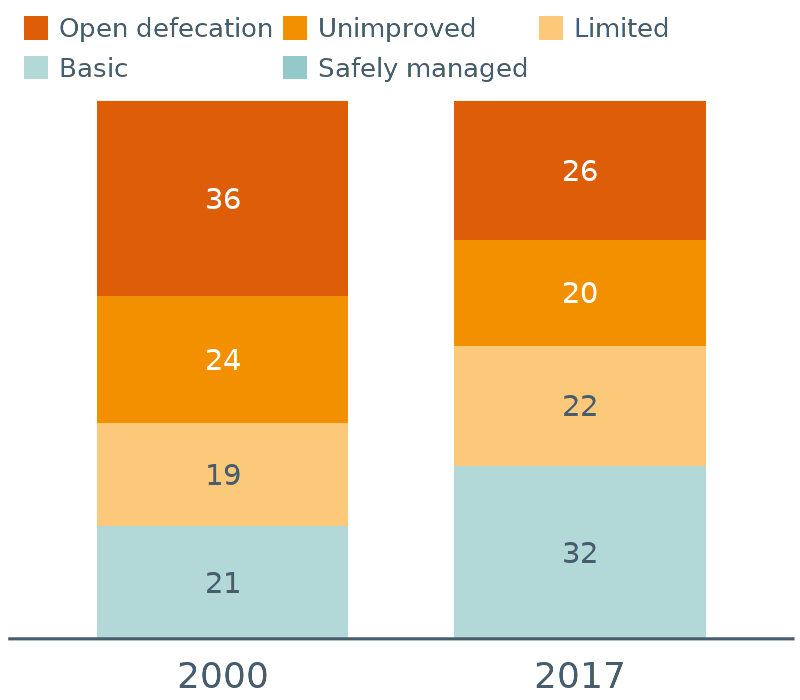 Open defecation Unimproved Limited
Basic Safely managed
36 26
24 20
19 22
21 32
2000 2017